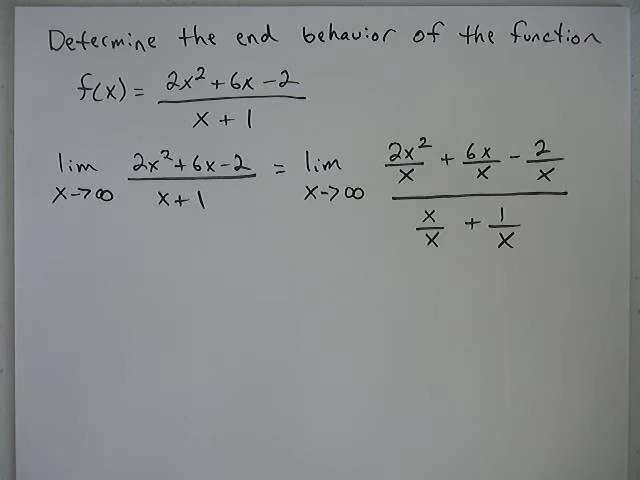 Determine the end behavior of the function
f(x) = (2x² + 6x - 2)/(x + 1)
lim x→∞ (2x² + 6x - 2)/(x + 1) = lim x→∞ (2x²/x + 6x/x - 2/x)/(x/x + 1/x)